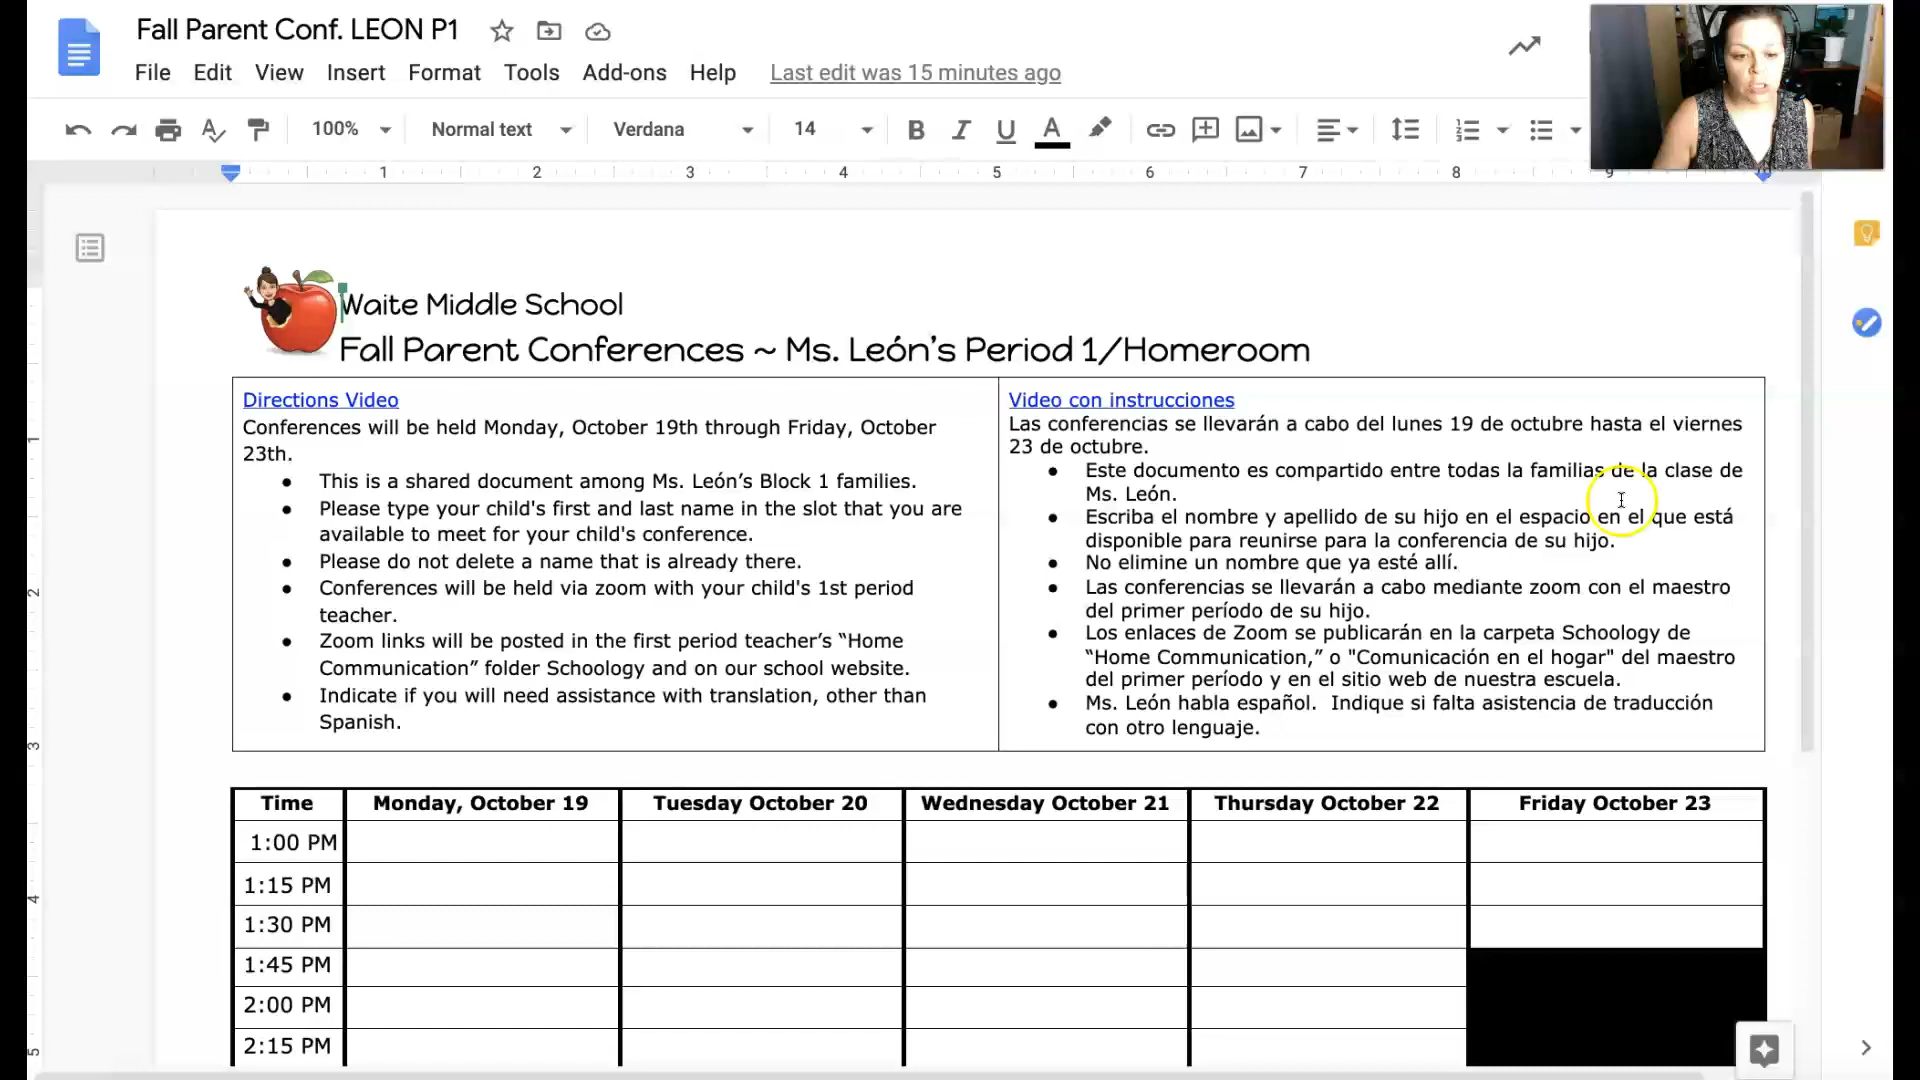 Fall Parent Conf. LEON P1
File Edit View Insert Format Tools Add-ons Help Last edit was 15 minutes ago
100% Normal text Verdana 14 B I U A
1 2 3 4 5 6 7 8 9
Waite Middle School
Fall Parent Conferences ~ Ms. León's Period 1/Homeroom
Directions Video
Conferences will be held Monday, October 19th through Friday, October
23th.
● This is a shared document among Ms. León’s Block 1 families.
● Please type your child's first and last name in the slot that you are
available to meet for your child's conference.
● Please do not delete a name that is already there.
● Conferences will be held via zoom with your child's 1st period
teacher.
● Zoom links will be posted in the first period teacher’s “Home
Communication” folder Schoology and on our school website.
● Indicate if you will need assistance with translation, other than
Spanish.
Video con instrucciones
Las conferencias se llevarán a cabo del lunes 19 de octubre hasta el viernes
23 de octubre.
● Este documento es compartido entre todas la familias de la clase de
Ms. León.
● Escriba el nombre y apellido de su hijo en el espacio en el que está
disponible para reunirse para la conferencia de su hijo.
● No elimine un nombre que ya esté allí.
● Las conferencias se llevarán a cabo mediante zoom con el maestro
del primer período de su hijo.
● Los enlaces de Zoom se publicarán en la carpeta Schoology de
“Home Communication,” o "Comunicación en el hogar" del maestro
del primer período y en el sitio web de nuestra escuela.
● Ms. León habla español. Indique si falta asistencia de traducción
con otro lenguaje.
Time Monday, October 19 Tuesday October 20 Wednesday October 21 Thursday October 22 Friday October 23
1:00 PM
1:15 PM
1:30 PM
1:45 PM
2:00 PM
2:15 PM
1
2
3
4
5